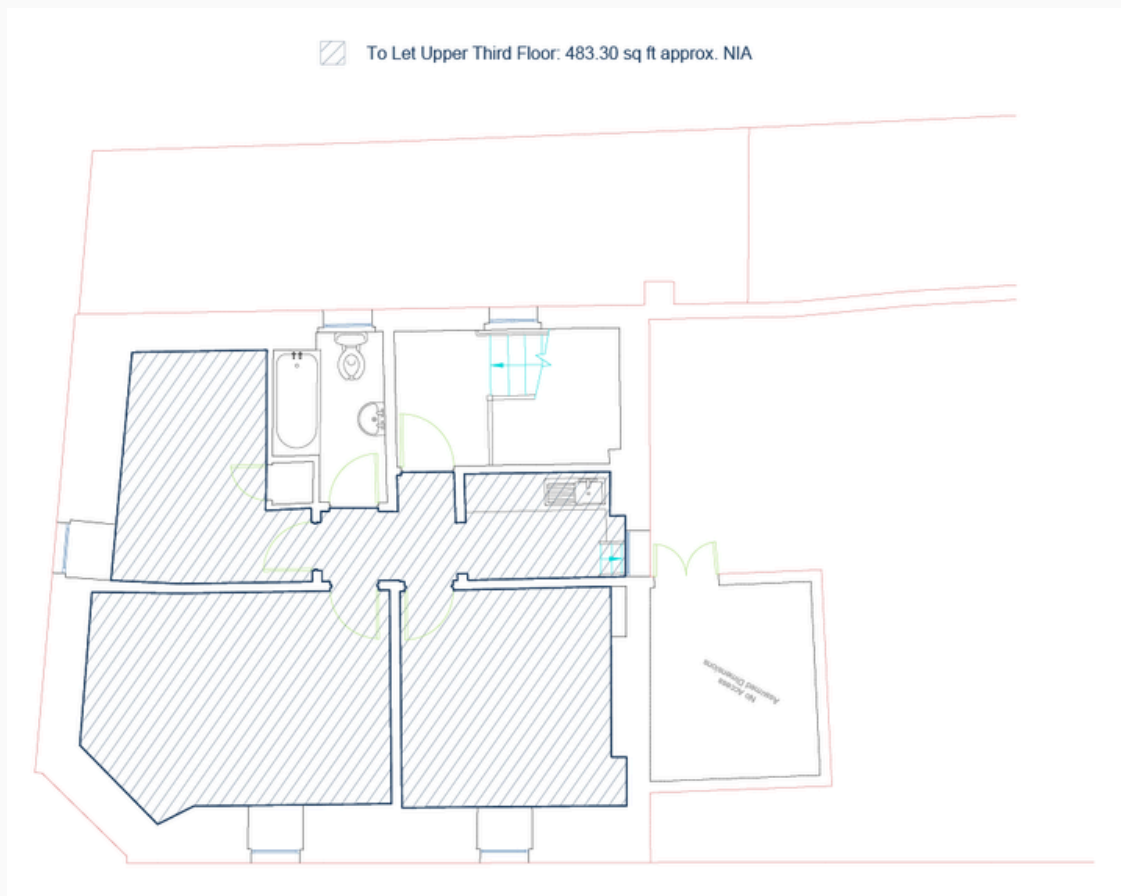 To Let Upper Third Floor: 483.30 sq ft approx. NIA
No Access
Assumed Dimensions